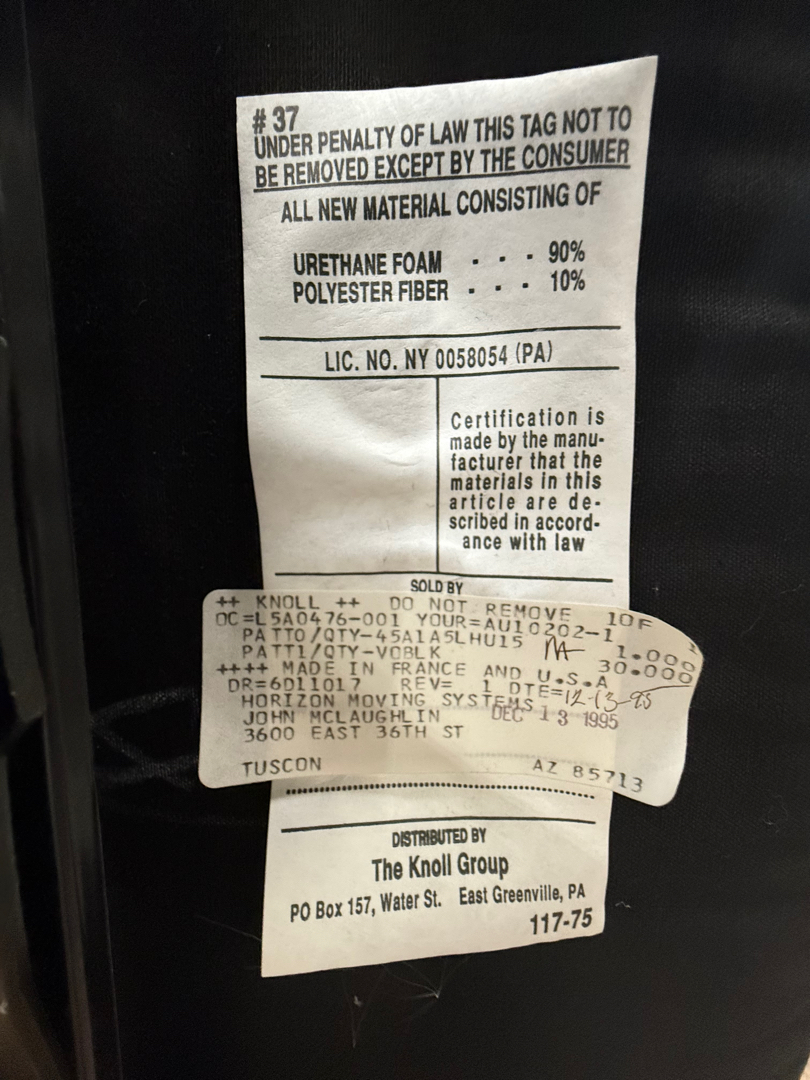 # 37
UNDER PENALTY OF LAW THIS TAG NOT TO
BE REMOVED EXCEPT BY THE CONSUMER
ALL NEW MATERIAL CONSISTING OF
URETHANE FOAM - - - 90%
POLYESTER FIBER - - - 10%
LIC. NO. NY 0058054 (PA)
Certification is
made by the manu-
facturer that the
materials in this
article are de-
scribed in accord-
ance with law
SOLD BY
++ KNOLL ++ DO NOT REMOVE 1OF 1
OC=L5A0476-001 YOUR=AU10202-1
PATTO/QTY-45A1A5LHU15 1.000
PATT1/QTY-VCBLK 30.000
++++ MADE IN FRANCE AND U.S.A
DR=6D11017 REV= 1 DTE=12-13-95
HORIZON MOVING SYSTEMS
JOHN MCLAUGHLIN DEC 13 1995
3600 EAST 36TH ST
TUSCON AZ 85713
DISTRIBUTED BY
The Knoll Group
PO Box 157, Water St. East Greenville, PA
117-75